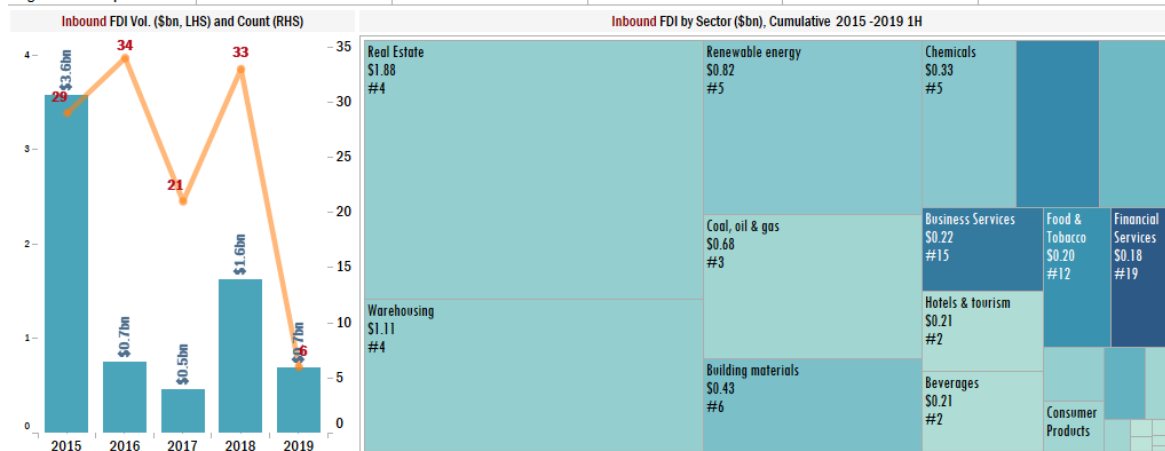 Inbound FDI Vol. ($bn, LHS) and Count (RHS)
4
3
2
1
0
35
30
25
20
15
10
5
0
$3.6bn
$0.7bn
$0.5bn
$1.6bn
$0.7bn
29
34
21
33
6
2015
2016
2017
2018
2019
Inbound FDI by Sector ($bn), Cumulative 2015 -2019 1H
Real Estate
$1.88
#4
Warehousing
$1.11
#4
Renewable energy
$0.82
#5
Coal, oil & gas
$0.68
#3
Building materials
$0.43
#6
Chemicals
$0.33
#5
Business Services
$0.22
#15
Hotels & tourism
$0.21
#2
Beverages
$0.21
#2
Food &
Tobacco
$0.20
#12
Financial
Services
$0.18
#19
Consumer
Products